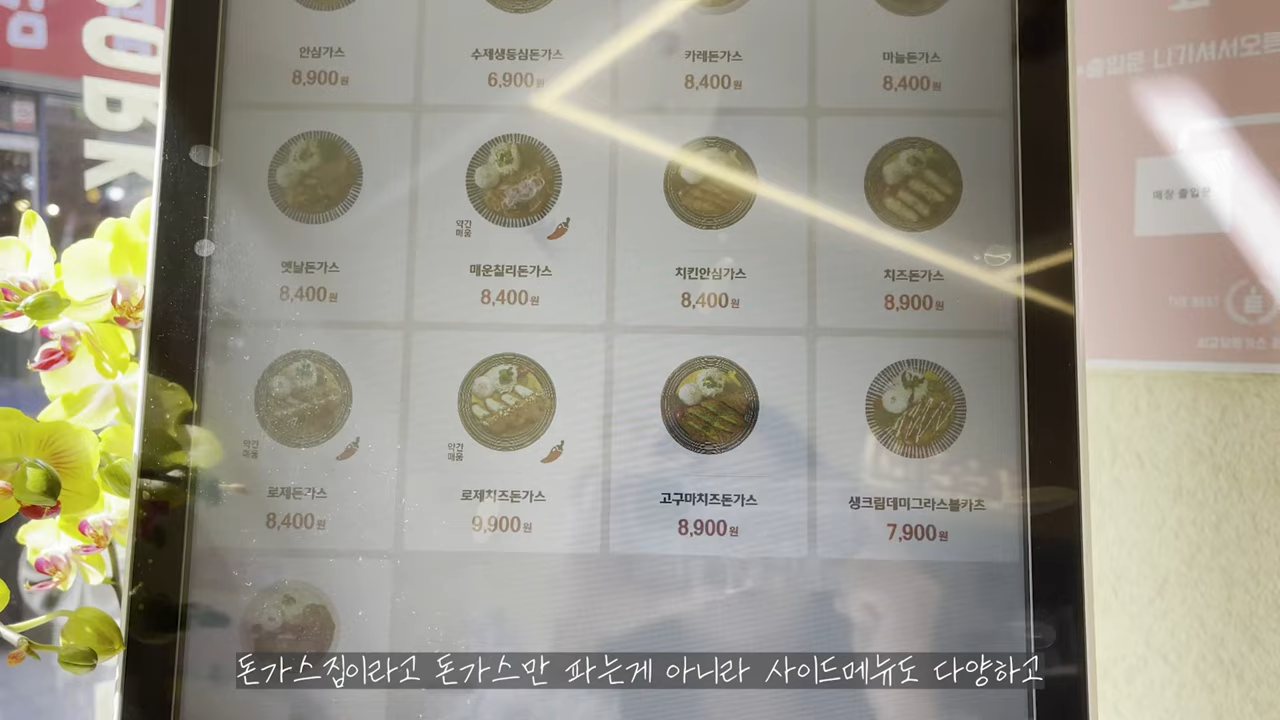 OBK
안심가스
8,900원
수제생등심돈가스
6,900원
카레돈가스
8,400원
마늘돈가스
8,400원
옛날돈가스
8,400원
약간
매움
매운칠리돈가스
8,400원
치킨안심가스
8,400원
치즈돈가스
8,900원
약간
매움
로제돈가스
8,400원
약간
매움
로제치즈돈가스
9,900원
고구마치즈돈가스
8,900원
생크림데미그라스볼카츠
7,900원
매장 출입
돈가스집이라고 돈가스만 파는게 아니라 사이드메뉴도 다양하고